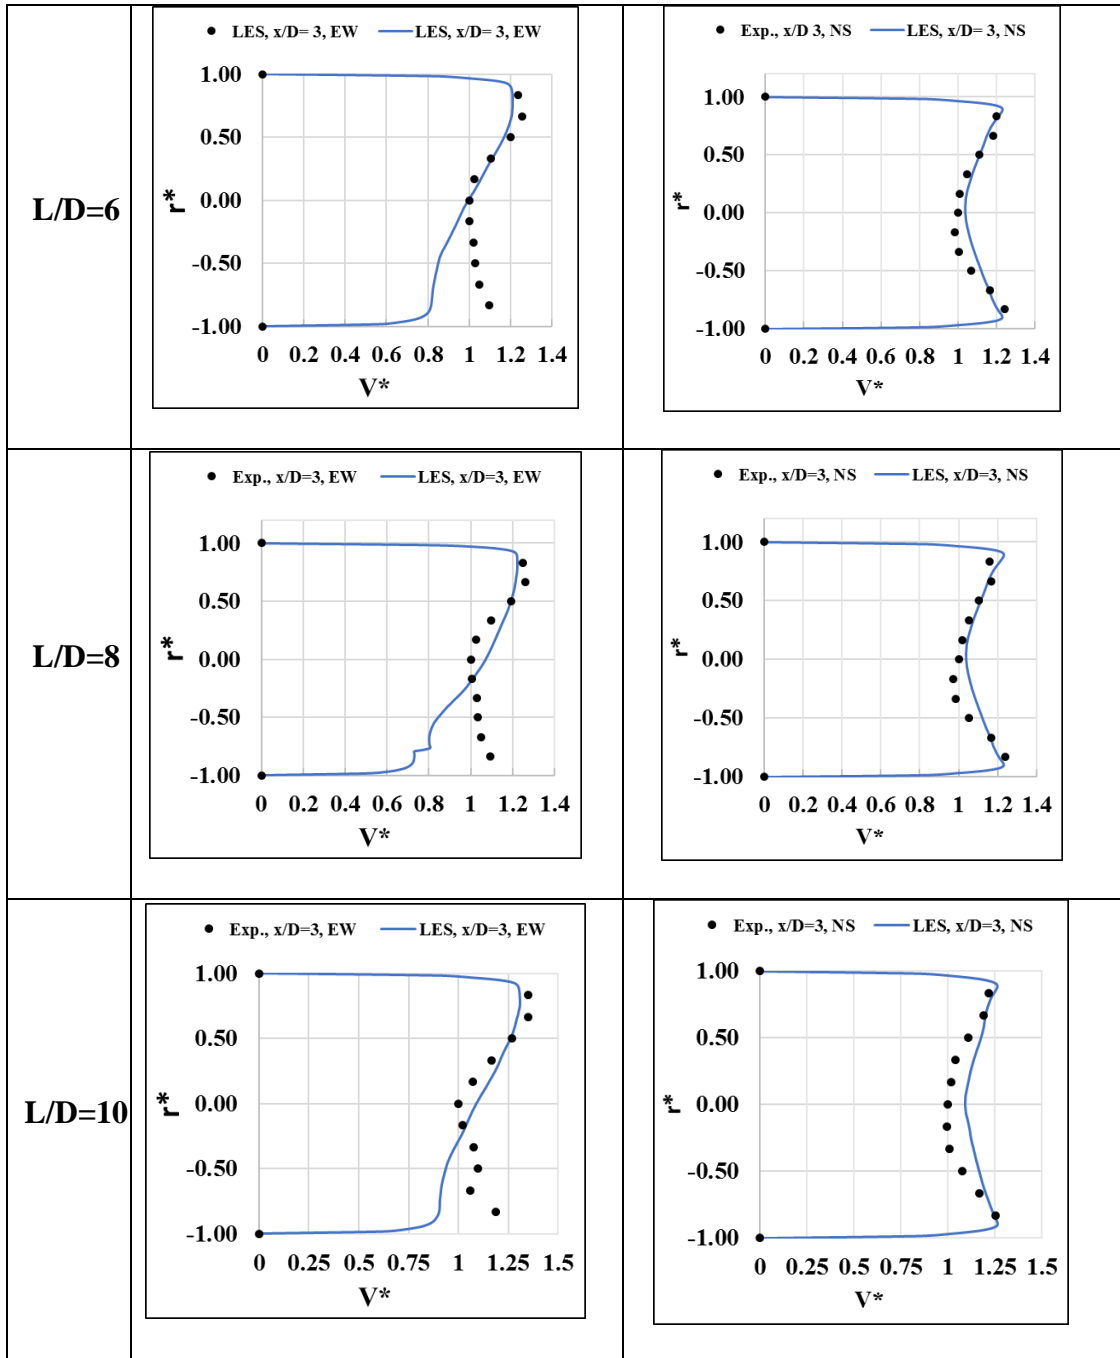 L/D=6
LES, x/D= 3, EW LES, x/D= 3, EW
1.00
0.50
0.00
-0.50
-1.00
r*
0 0.2 0.4 0.6 0.8 1 1.2 1.4
V*
Exp., x/D 3, NS LES, x/D= 3, NS
1.00
0.50
0.00
-0.50
-1.00
r*
0 0.2 0.4 0.6 0.8 1 1.2 1.4
V*
L/D=8
Exp., x/D=3, EW LES, x/D=3, EW
1.00
0.50
0.00
-0.50
-1.00
r*
0 0.2 0.4 0.6 0.8 1 1.2 1.4
V*
Exp., x/D=3, NS LES, x/D=3, NS
1.00
0.50
0.00
-0.50
-1.00
r*
0 0.2 0.4 0.6 0.8 1 1.2 1.4
V*
L/D=10
Exp., x/D=3, EW LES, x/D=3, EW
1.00
0.50
0.00
-0.50
-1.00
r*
0 0.25 0.5 0.75 1 1.25 1.5
V*
Exp., x/D=3, NS LES, x/D=3, NS
1.00
0.50
0.00
-0.50
-1.00
r*
0 0.25 0.5 0.75 1 1.25 1.5
V*